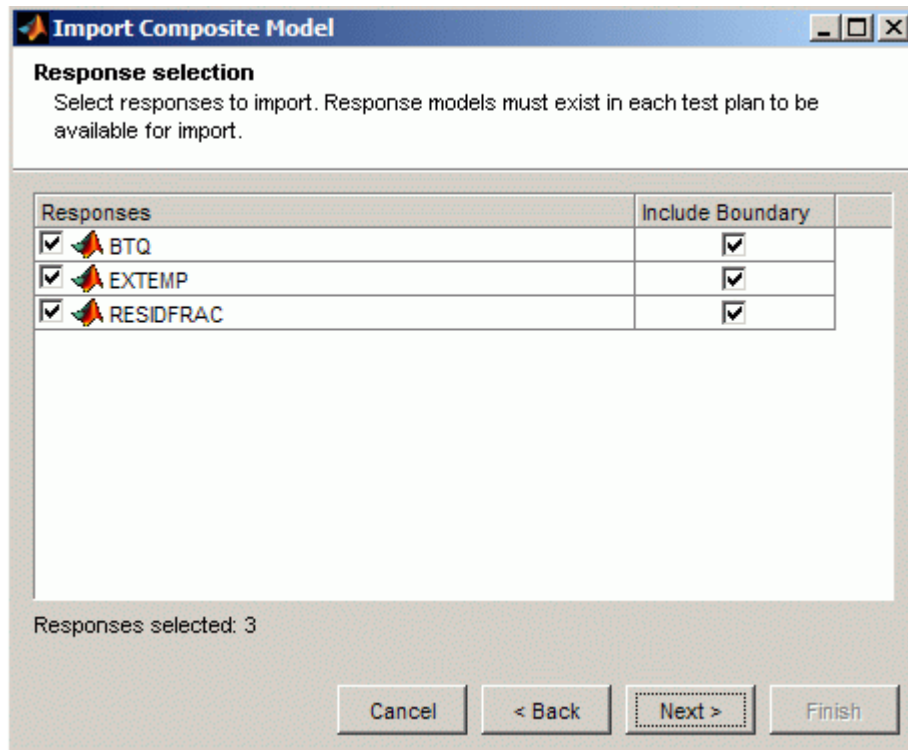 Import Composite Model
Response selection
Select responses to import. Response models must exist in each test plan to be
available for import.
Responses Include Boundary
BTQ
EXTEMP
RESIDFRAC
Responses selected: 3
Cancel < Back Next > Finish